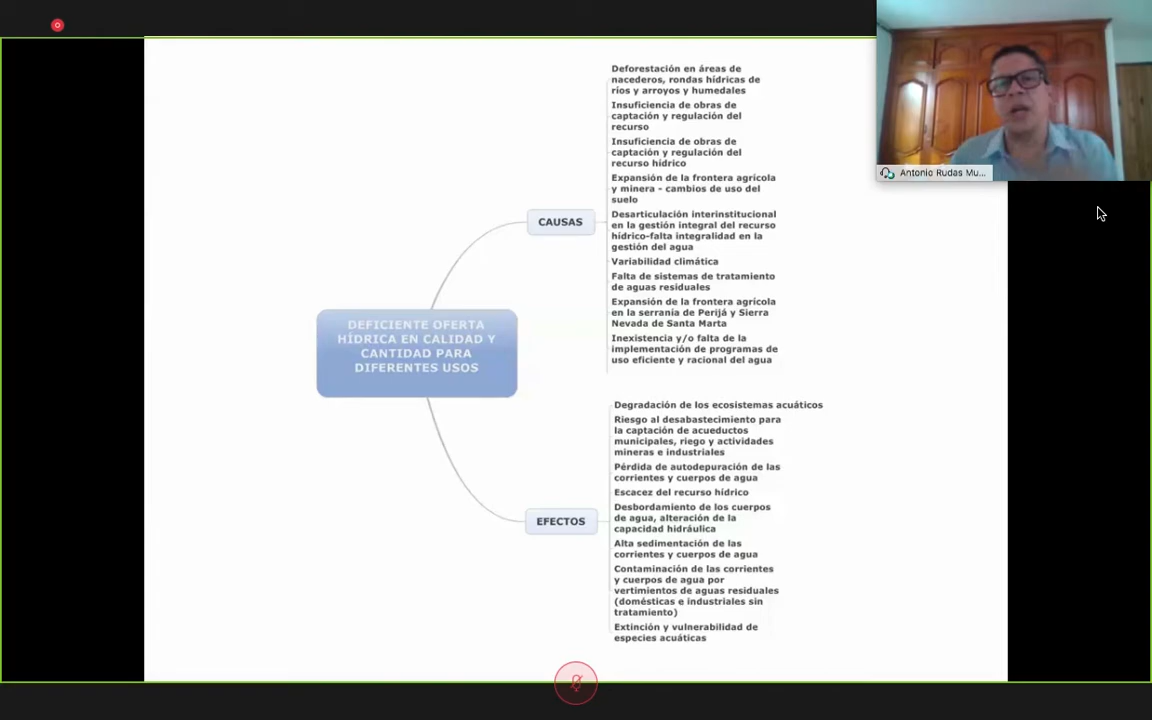 Deforestación en áreas de
nacederos, rondas hídricas de
ríos y arroyos y humedales
Insuficiencia de obras de
captación y regulación del
recurso
Insuficiencia de obras de
captación y regulación del
recurso hídrico
Expansión de la frontera agrícola
y minera - cambios de uso del
suelo
CAUSAS
Desarticulación interinstitucional
en la gestión integral del recurso
hídrico-falta integralidad en la
gestión del agua
Variabilidad climática
Falta de sistemas de tratamiento
de aguas residuales
Expansión de la frontera agrícola
en la serranía de Perijá y Sierra
Nevada de Santa Marta
Inexistencia y/o falta de la
implementación de programas de
uso eficiente y racional del agua
DEFICIENTE OFERTA
HÍDRICA EN CALIDAD Y
CANTIDAD PARA
DIFERENTES USOS
Degradación de los ecosistemas acuáticos
Riesgo al desabastecimiento para
la captación de acueductos
municipales, riego y actividades
mineras e industriales
Pérdida de autodepuración de las
corrientes y cuerpos de agua
Escacez del recurso hídrico
EFECTOS
Desbordamiento de los cuerpos
de agua, alteración de la
capacidad hidráulica
Alta sedimentación de las
corrientes y cuerpos de agua
Contaminación de las corrientes
y cuerpos de agua por
vertimientos de aguas residuales
(domésticas e industriales sin
tratamiento)
Extinción y vulnerabilidad de
especies acuáticas
Antonio Rudas Mu...